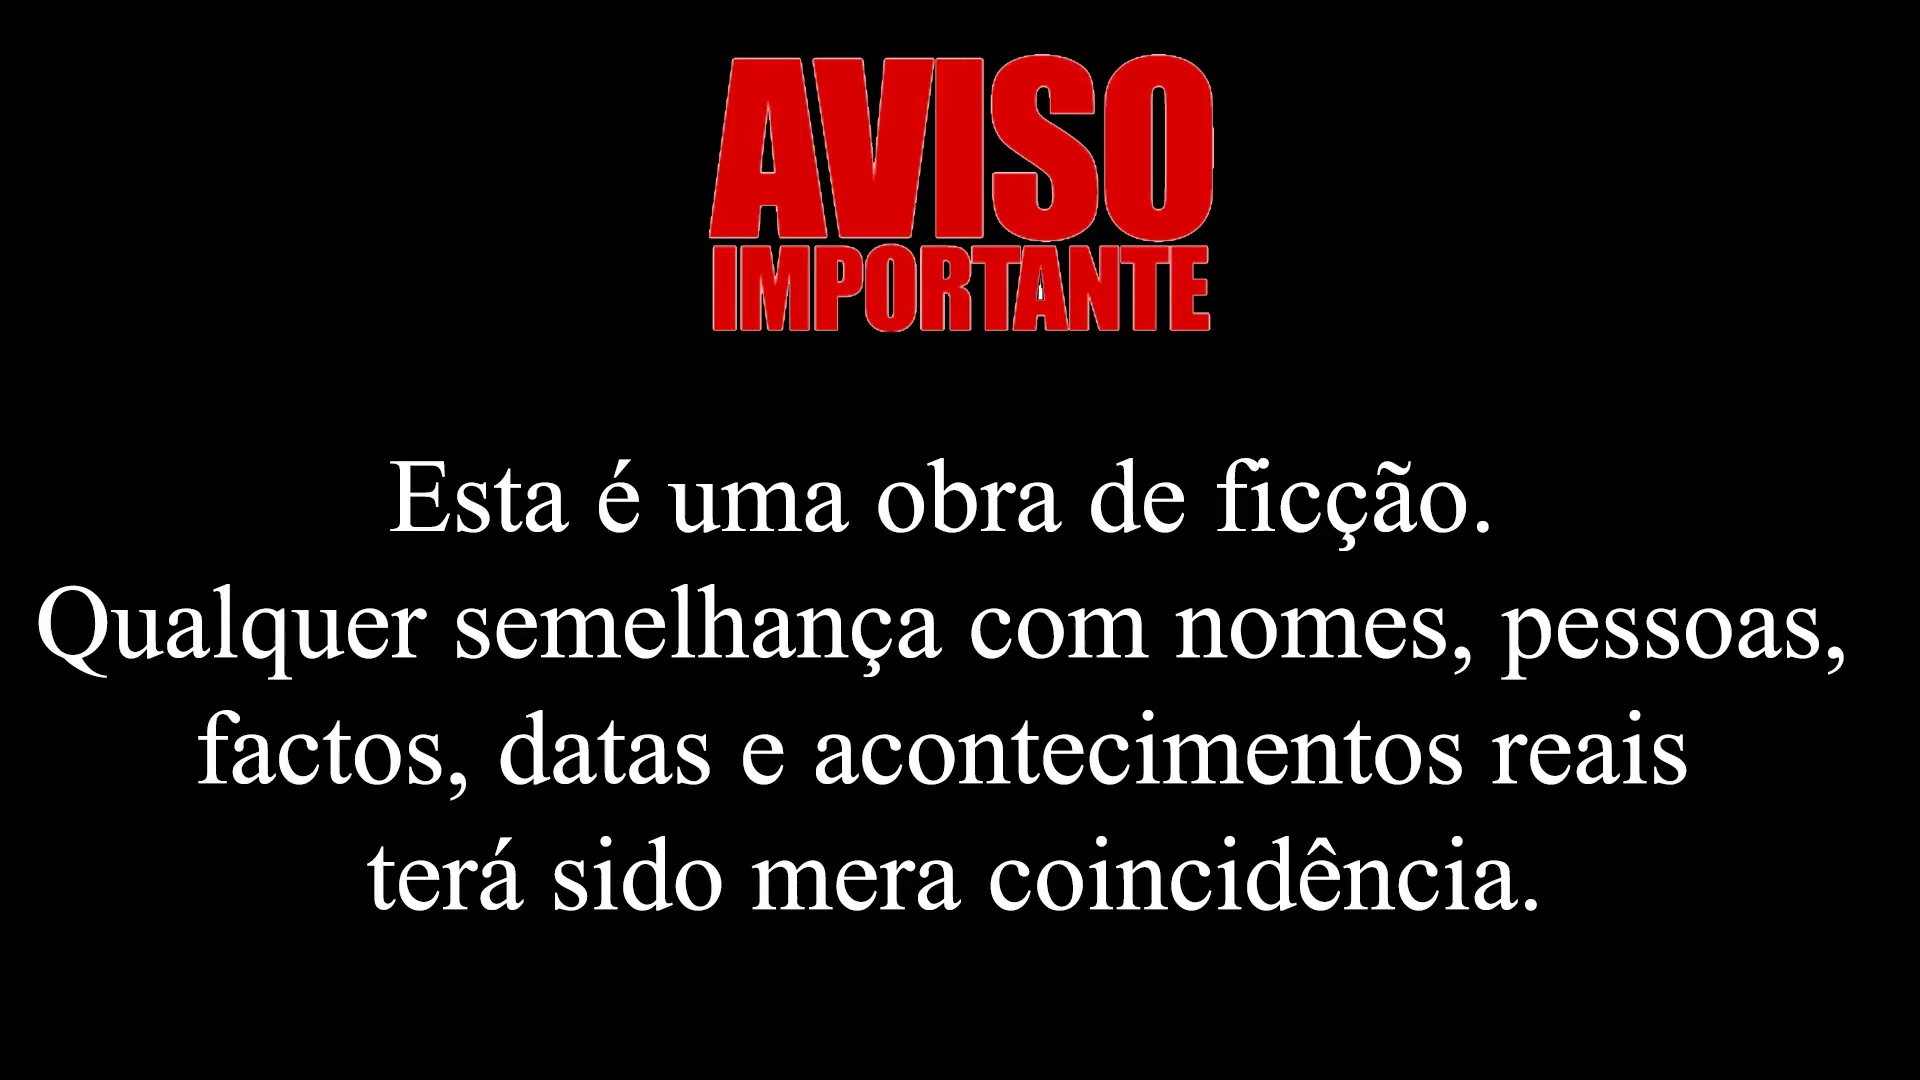 AVISO
IMPORTANTE
Esta é uma obra de ficção.
Qualquer semelhança com nomes, pessoas,
factos, datas e acontecimentos reais
terá sido mera coincidência.